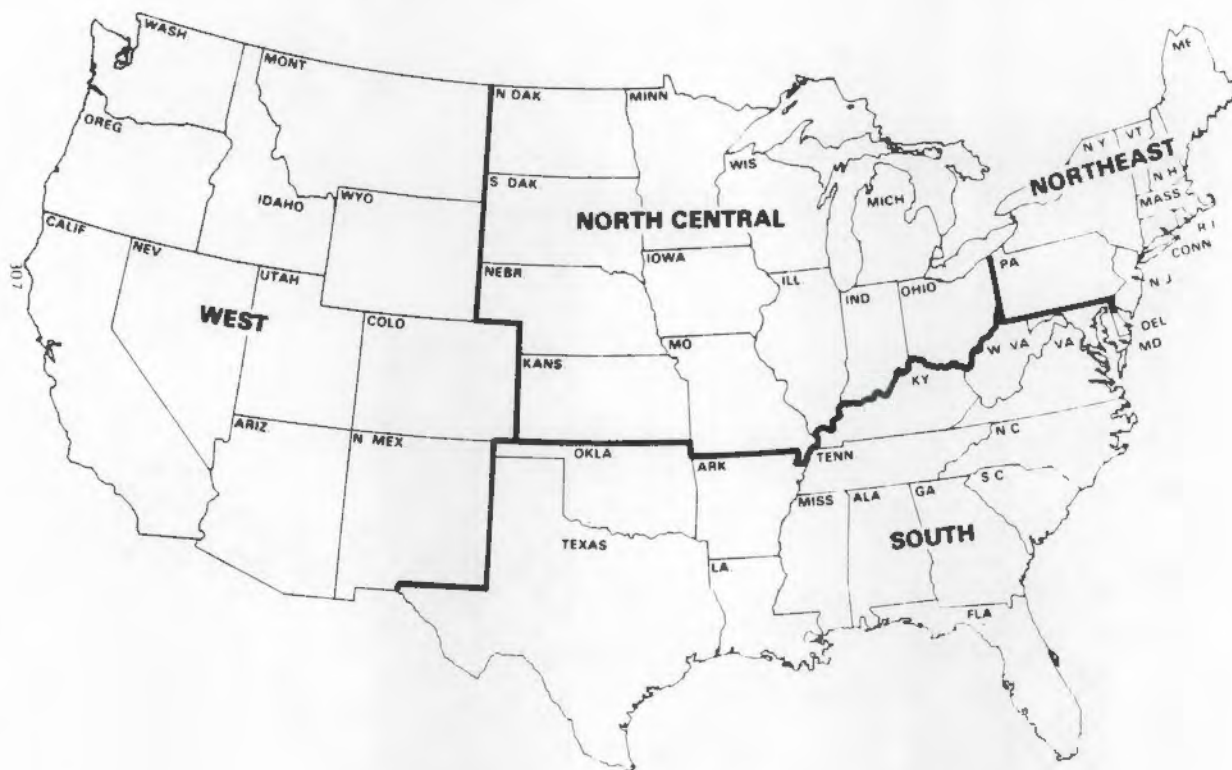 WASH
MONT
N DAK
MINN
ME
OREG
N Y
VT
WIS
NORTHEAST
S DAK
N H
IDAHO
WYO
MICH
MASS
NORTH CENTRAL
CALIF
R I
NEV
IOWA
CONN
307
UTAH
NEBR
ILL
IND
OHIO
PA
N J
WEST
COLO
DEL
KANS
MO
W VA
VA
MD
KY
ARIZ
N MEX
OKLA
ARK
TENN
N C
S C
MISS
ALA
GA
TEXAS
SOUTH
LA.
FLA